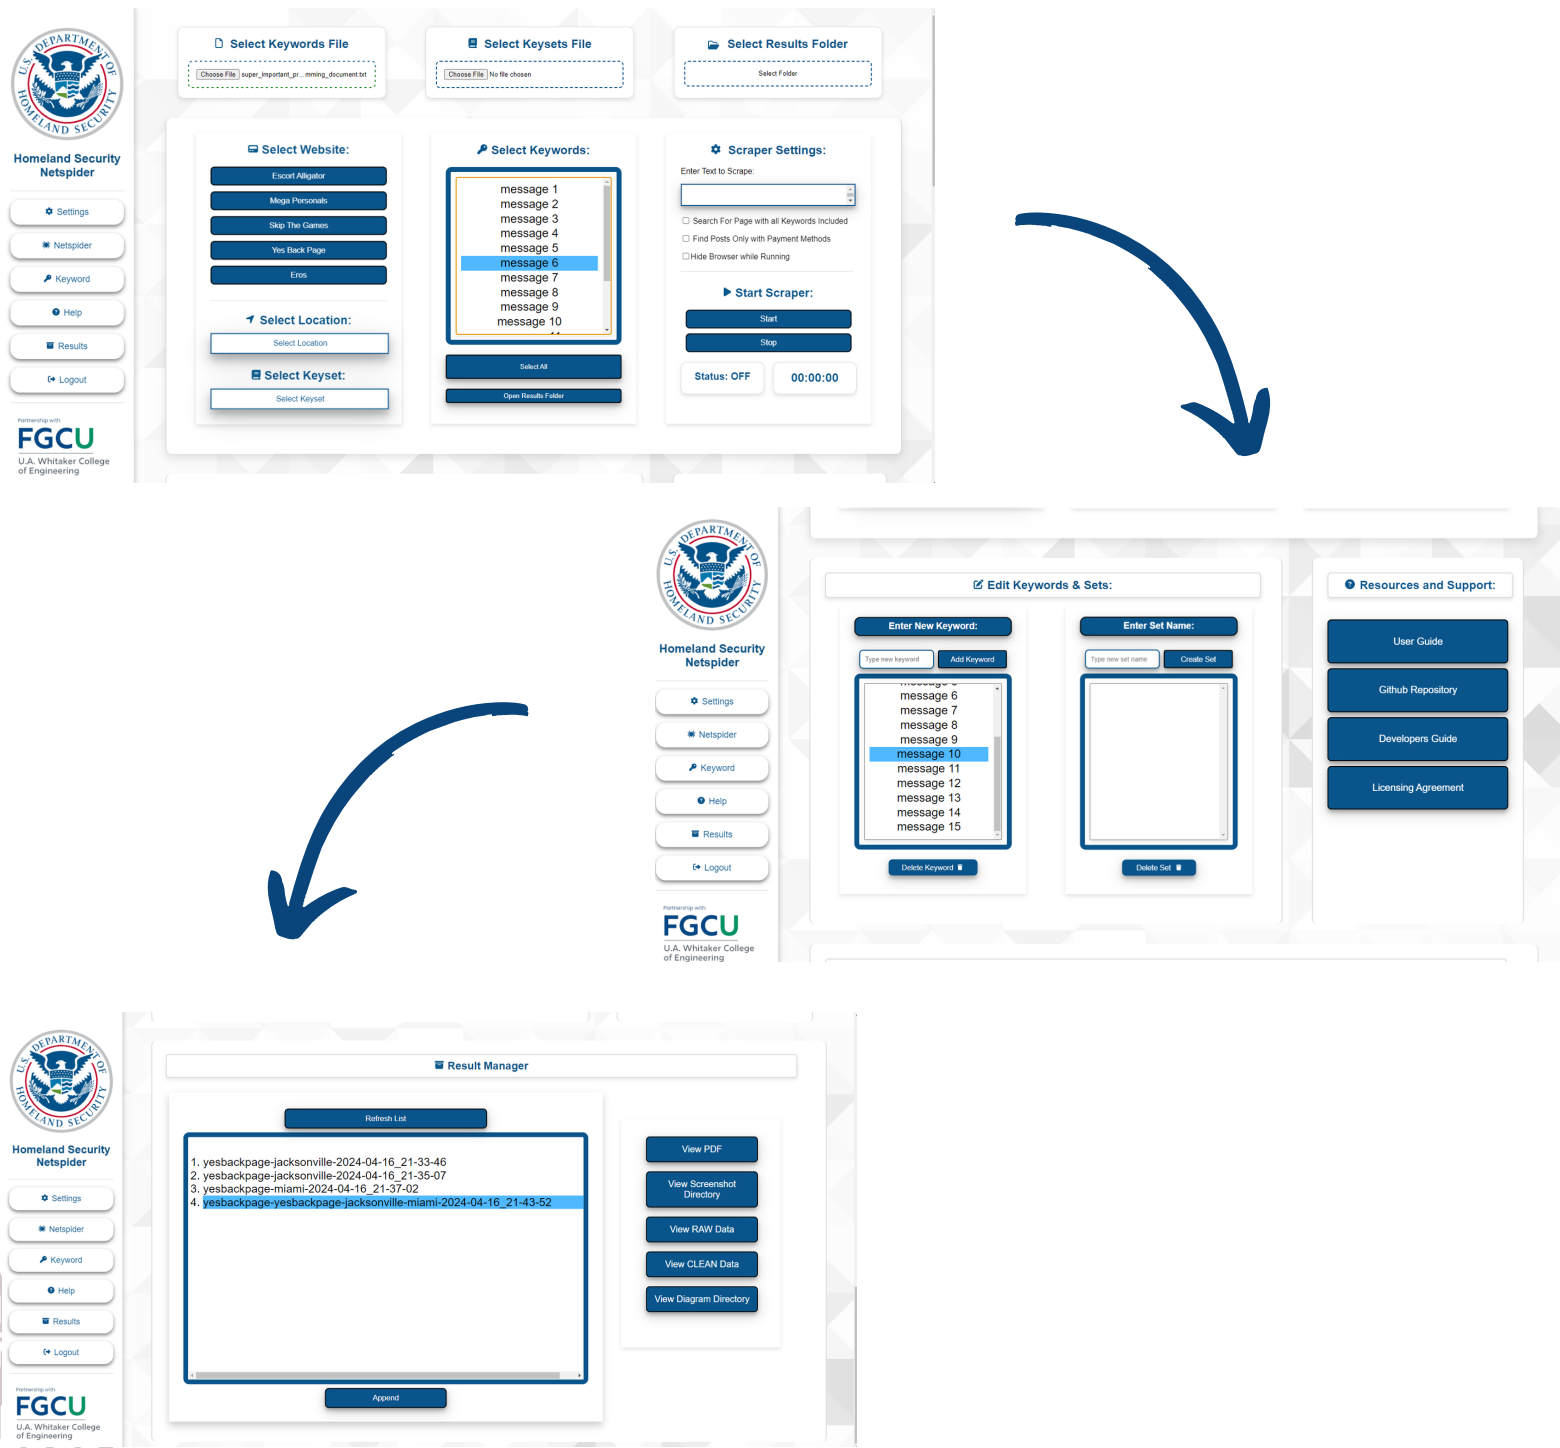 U.S. DEPARTMENT OF HOMELAND SECURITY
Homeland Security
Netspider
Settings
Netspider
Keyword
Help
Results
Logout
Partnership with
FGCU
U.A. Whitaker College
of Engineering
Select Keywords File
Choose File super_important_pr...mming_document.txt
Select Keysets File
Choose File No file chosen
Select Results Folder
Select Folder
Select Website:
Escort Alligator
Mega Personals
Skip The Games
Yes Back Page
Eros
Select Location:
Select Location
Select Keyset:
Select Keyset
Select Keywords:
message 1
message 2
message 3
message 4
message 5
message 6
message 7
message 8
message 9
message 10
Select All
Open Results Folder
Scraper Settings:
Enter Text to Scrape:
Search For Page with all Keywords Included
Find Posts Only with Payment Methods
Hide Browser while Running
Start Scraper:
Start
Stop
Status: OFF
00:00:00
U.S. DEPARTMENT OF HOMELAND SECURITY
Homeland Security
Netspider
Settings
Netspider
Keyword
Help
Results
Logout
Partnership with
FGCU
U.A. Whitaker College
of Engineering
Edit Keywords & Sets:
Enter New Keyword:
Type new keyword
Add Keyword
message 6
message 7
message 8
message 9
message 10
message 11
message 12
message 13
message 14
message 15
Delete Keyword
Enter Set Name:
Type new set name
Create Set
Delete Set
Resources and Support:
User Guide
Github Repository
Developers Guide
Licensing Agreement
U.S. DEPARTMENT OF HOMELAND SECURITY
Homeland Security
Netspider
Settings
Netspider
Keyword
Help
Results
Logout
Partnership with
FGCU
U.A. Whitaker College
of Engineering
Result Manager
Refresh List
1. yesbackpage-jacksonville-2024-04-16_21-33-46
2. yesbackpage-jacksonville-2024-04-16_21-35-07
3. yesbackpage-miami-2024-04-16_21-37-02
4. yesbackpage-yesbackpage-jacksonville-miami-2024-04-16_21-43-52
Append
View PDF
View Screenshot
Directory
View RAW Data
View CLEAN Data
View Diagram Directory